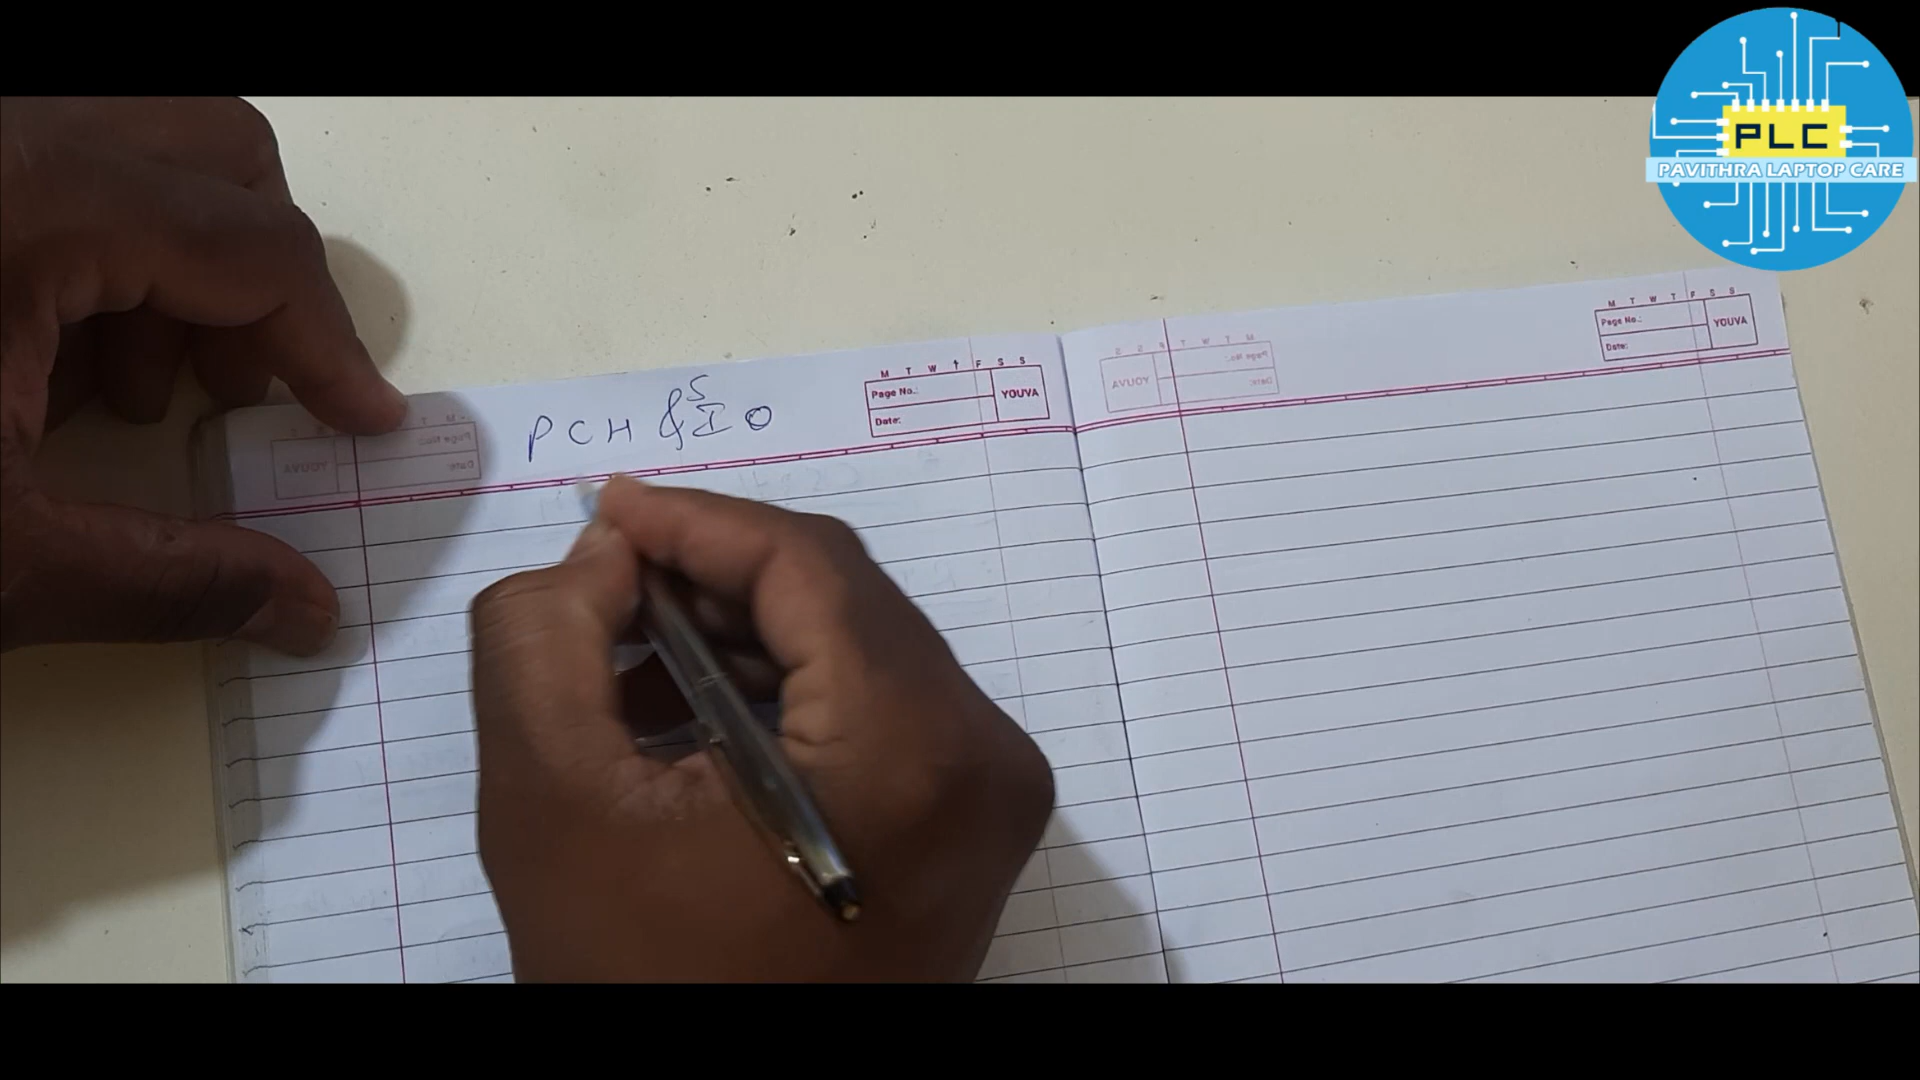 PLC
PAVITHRA LAPTOP CARE
M T W T F S S
Page No.:
Date:
YOUVA
PCH & SIO
M T W T F S S
Page No.:
Date:
YOUVA